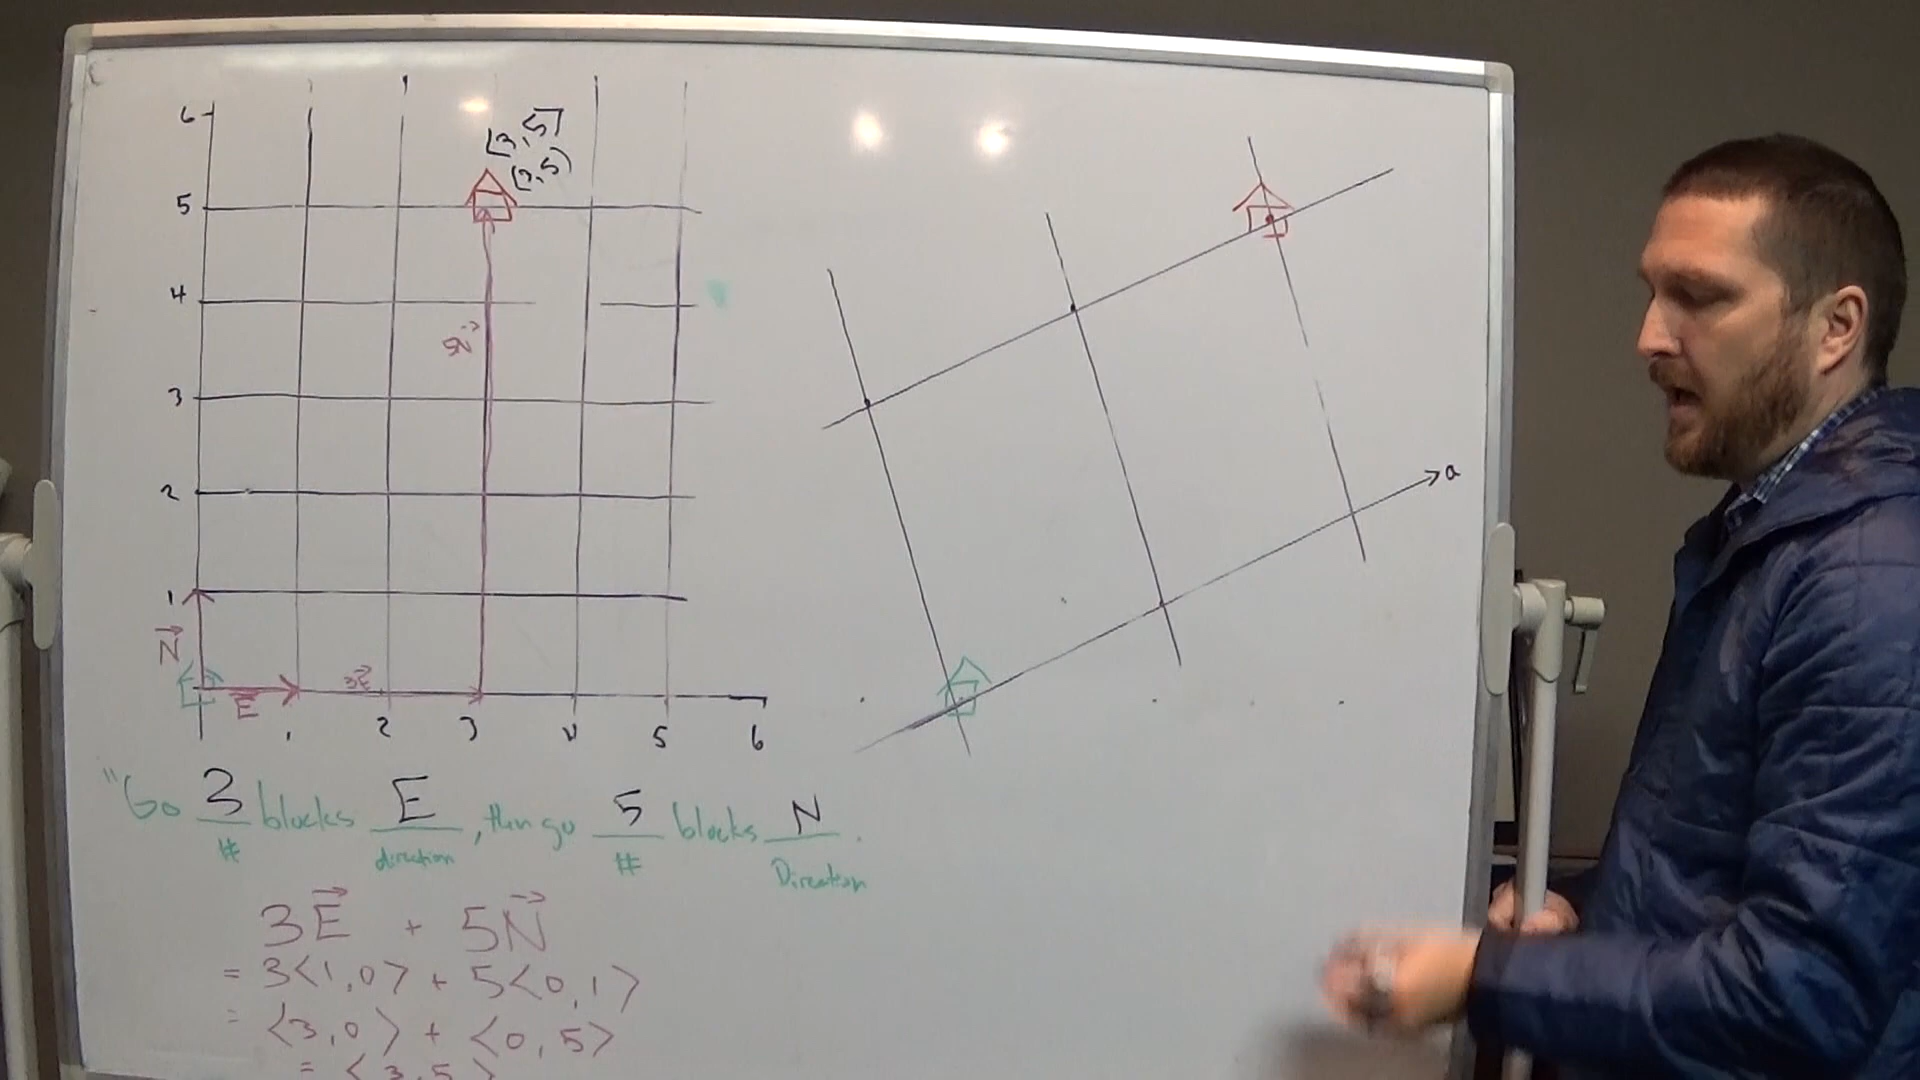 6
[3,5]
(3,5)
5
4
5N⃗
3
2
1
N⃗
E⃗
3E⃗
2 3 4 5 6
a
"Go 3 blocks E, then go 5 blocks N.
# direction # Direction
3E⃗ + 5N⃗
= 3<1,0> + 5<0,1>
= <3,0> + <0,5>
= <3,5>